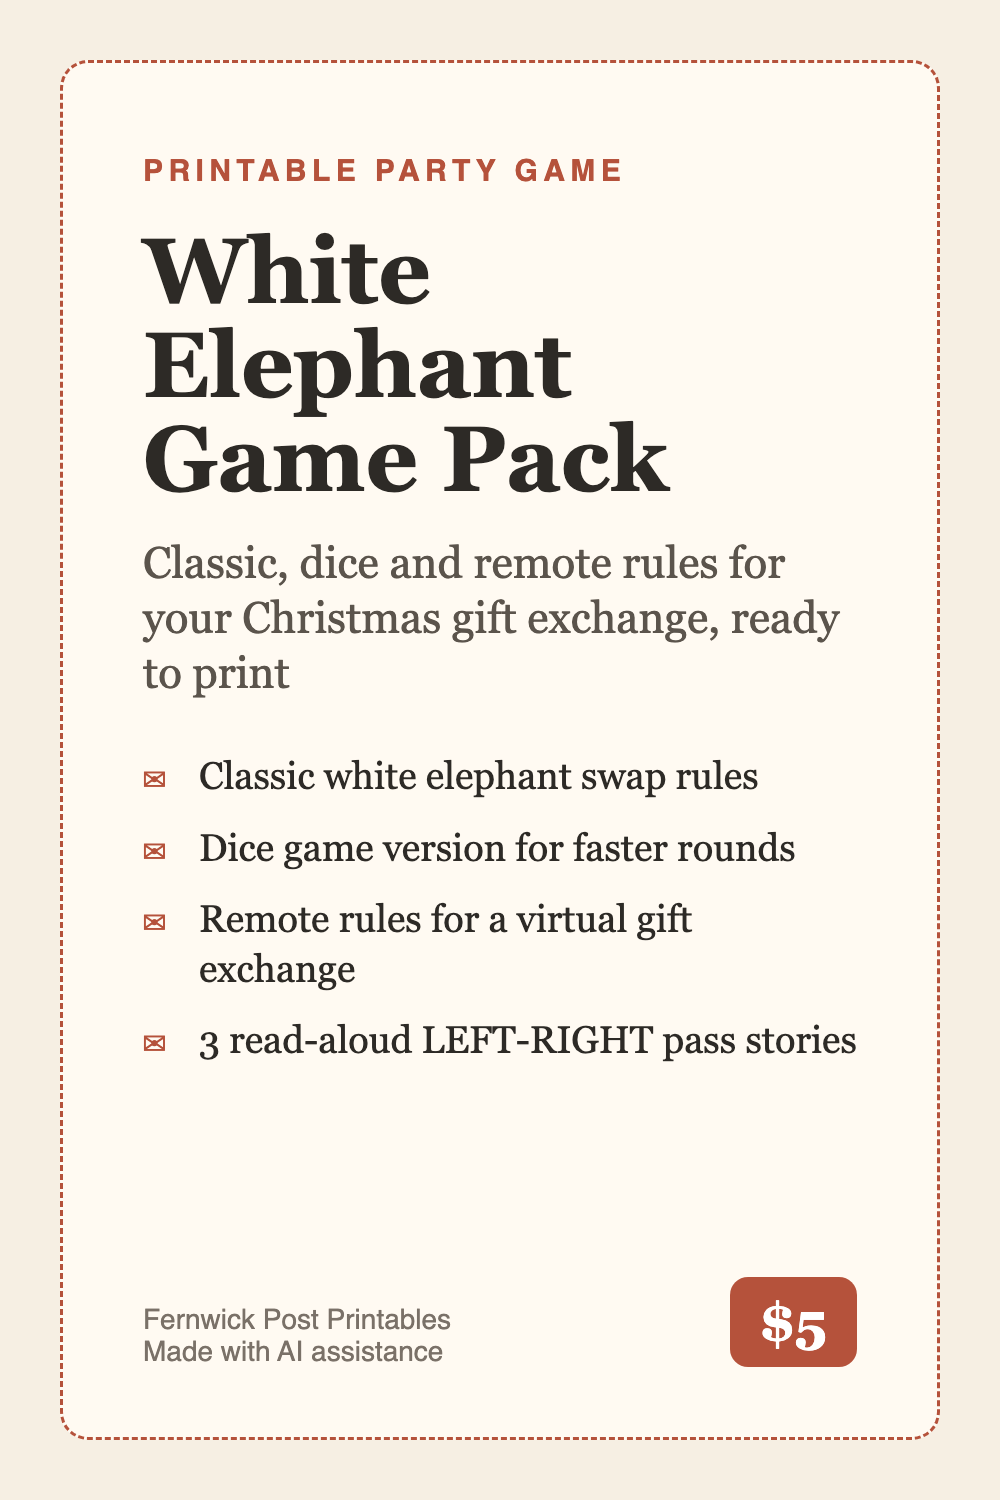 PRINTABLE PARTY GAME
White
Elephant
Game Pack
Classic, dice and remote rules for
your Christmas gift exchange, ready
to print
✉ Classic white elephant swap rules
✉ Dice game version for faster rounds
✉ Remote rules for a virtual gift
exchange
✉ 3 read-aloud LEFT-RIGHT pass stories
Fernwick Post Printables
Made with AI assistance
$5